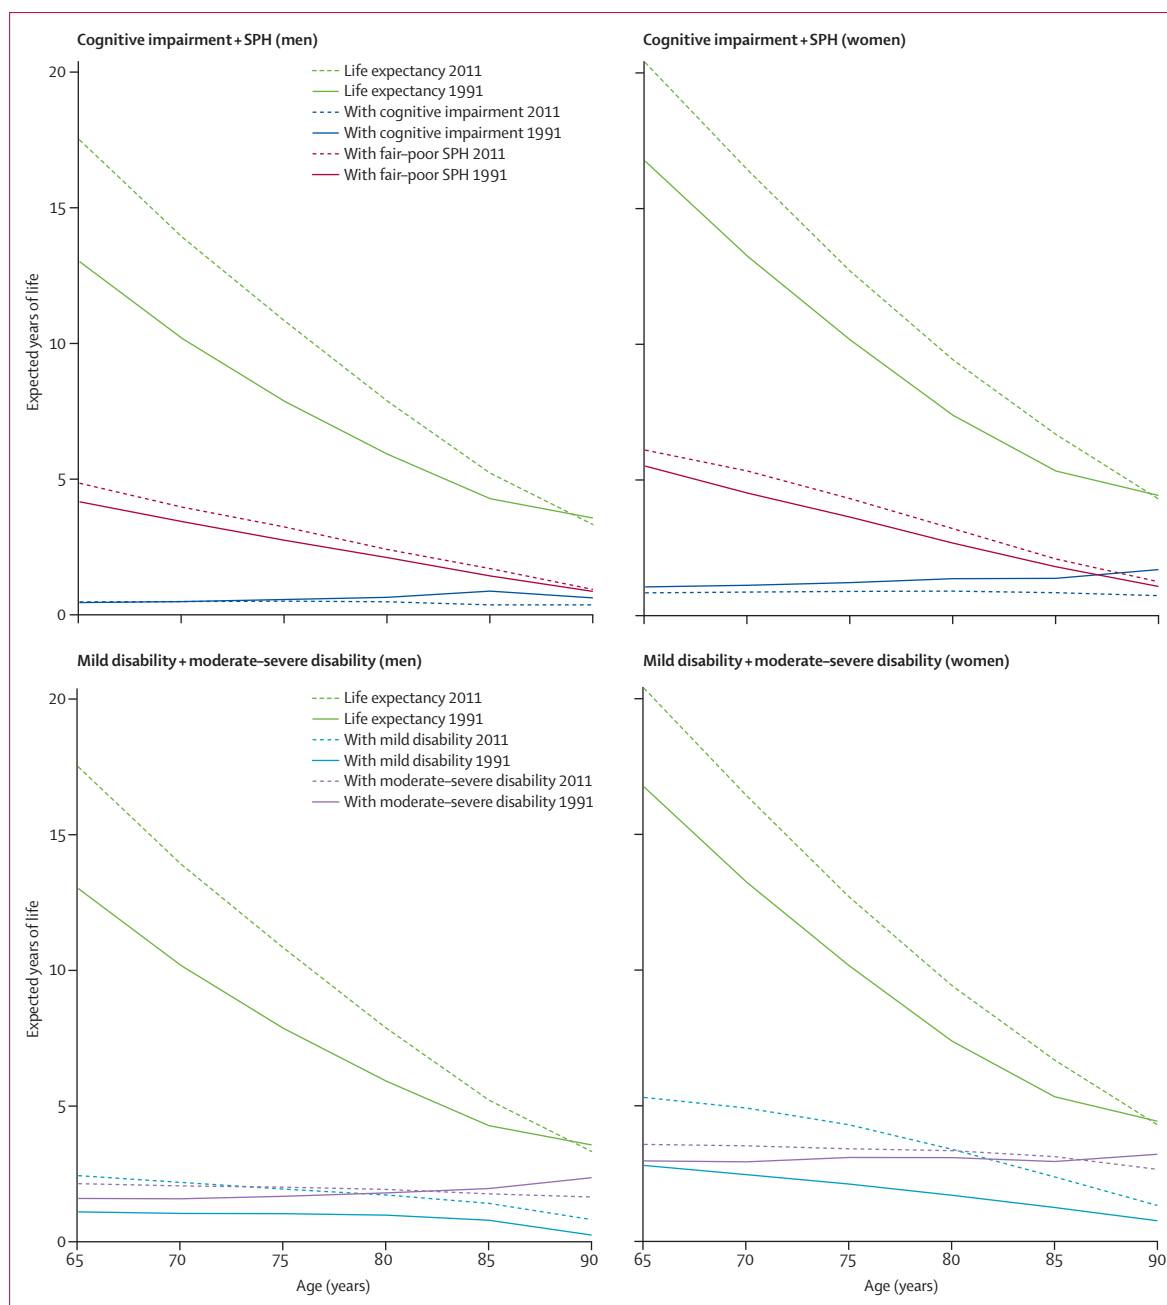 Cognitive impairment + SPH (men)
Life expectancy 2011
Life expectancy 1991
With cognitive impairment 2011
With cognitive impairment 1991
With fair–poor SPH 2011
With fair–poor SPH 1991
20
15
10
5
0
Expected years of life
Cognitive impairment + SPH (women)
Mild disability + moderate–severe disability (men)
Life expectancy 2011
Life expectancy 1991
With mild disability 2011
With mild disability 1991
With moderate–severe disability 2011
With moderate–severe disability 1991
20
15
10
5
0
Expected years of life
65 70 75 80 85 90
Age (years)
Mild disability + moderate–severe disability (women)
65 70 75 80 85 90
Age (years)